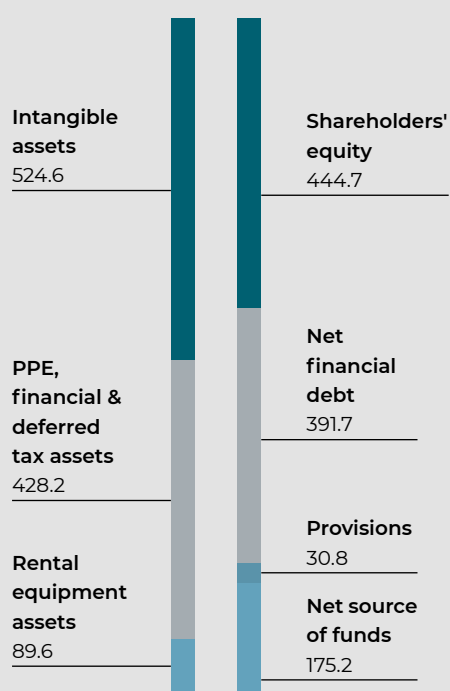 Intangible
assets
524.6
PPE,
financial &
deferred
tax assets
428.2
Rental
equipment
assets
89.6
Shareholders'
equity
444.7
Net
financial
debt
391.7
Provisions
30.8
Net source
of funds
175.2